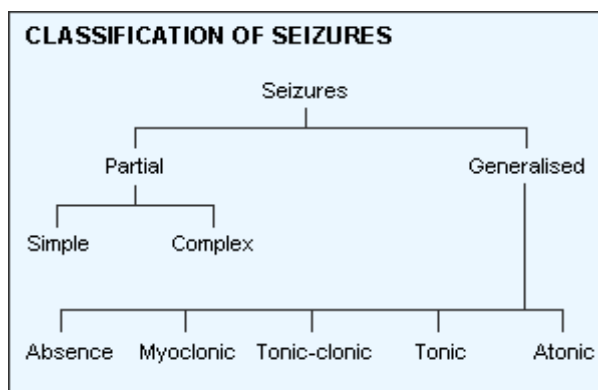 CLASSIFICATION OF SEIZURES
Seizures
Partial Generalised
Simple Complex
Absence Myoclonic Tonic-clonic Tonic Atonic